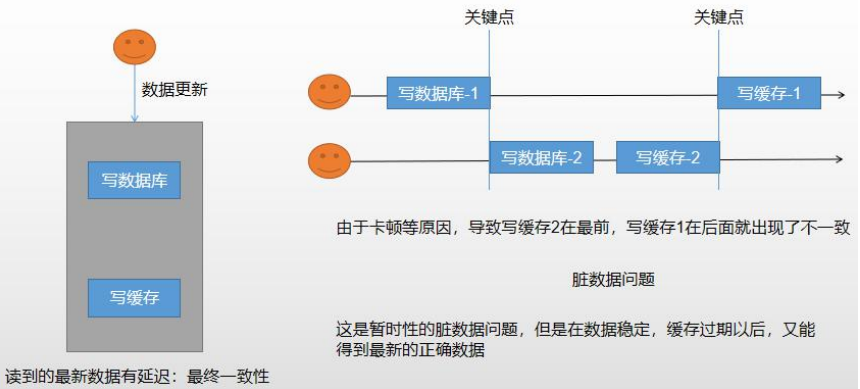 数据更新
写数据库
写缓存
读到的最新数据有延迟：最终一致性
关键点
关键点
写数据库-1
写缓存-1
写数据库-2
写缓存-2
由于卡顿等原因，导致写缓存2在最前，写缓存1在后面就出现了不一致
脏数据问题
这是暂时性的脏数据问题，但是在数据稳定，缓存过期以后，又能
得到最新的正确数据